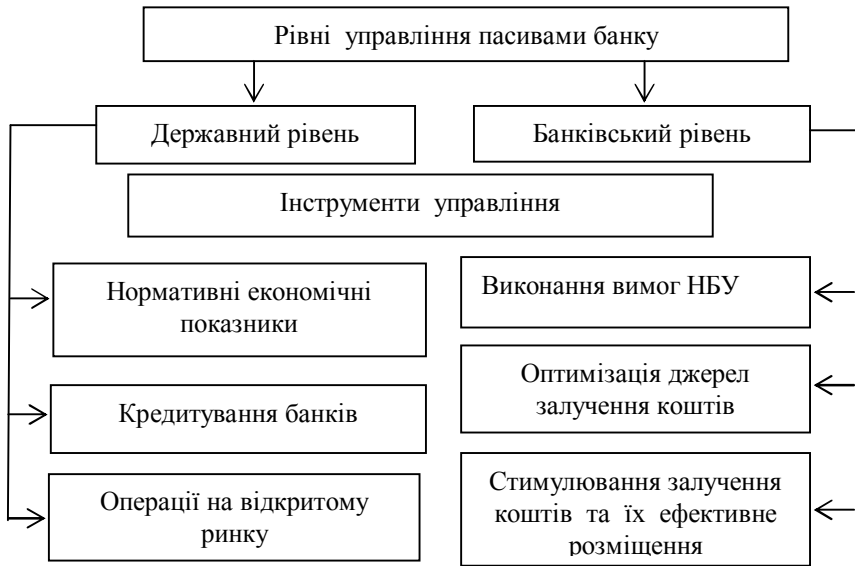 Рівні управління пасивами банку
Державний рівень
Банківський рівень
Інструменти управління
Нормативні економічні
показники
Кредитування банків
Операції на відкритому
ринку
Виконання вимог НБУ
Оптимізація джерел
залучення коштів
Стимулювання залучення
коштів та їх ефективне
розміщення